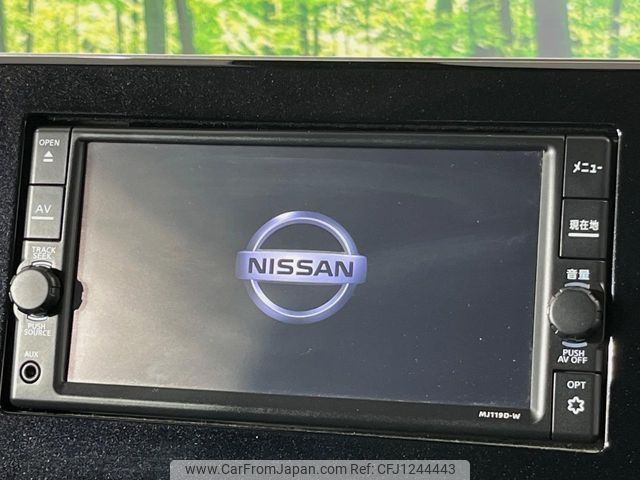 OPEN
メニュー
AV
現在地
TRACK
SEEK
音量
NISSAN
PUSH
SOURCE
PUSH
AV OFF
AUX
OPT
MJ119D-W
www.CarFromJapan.com - CFJ1244443